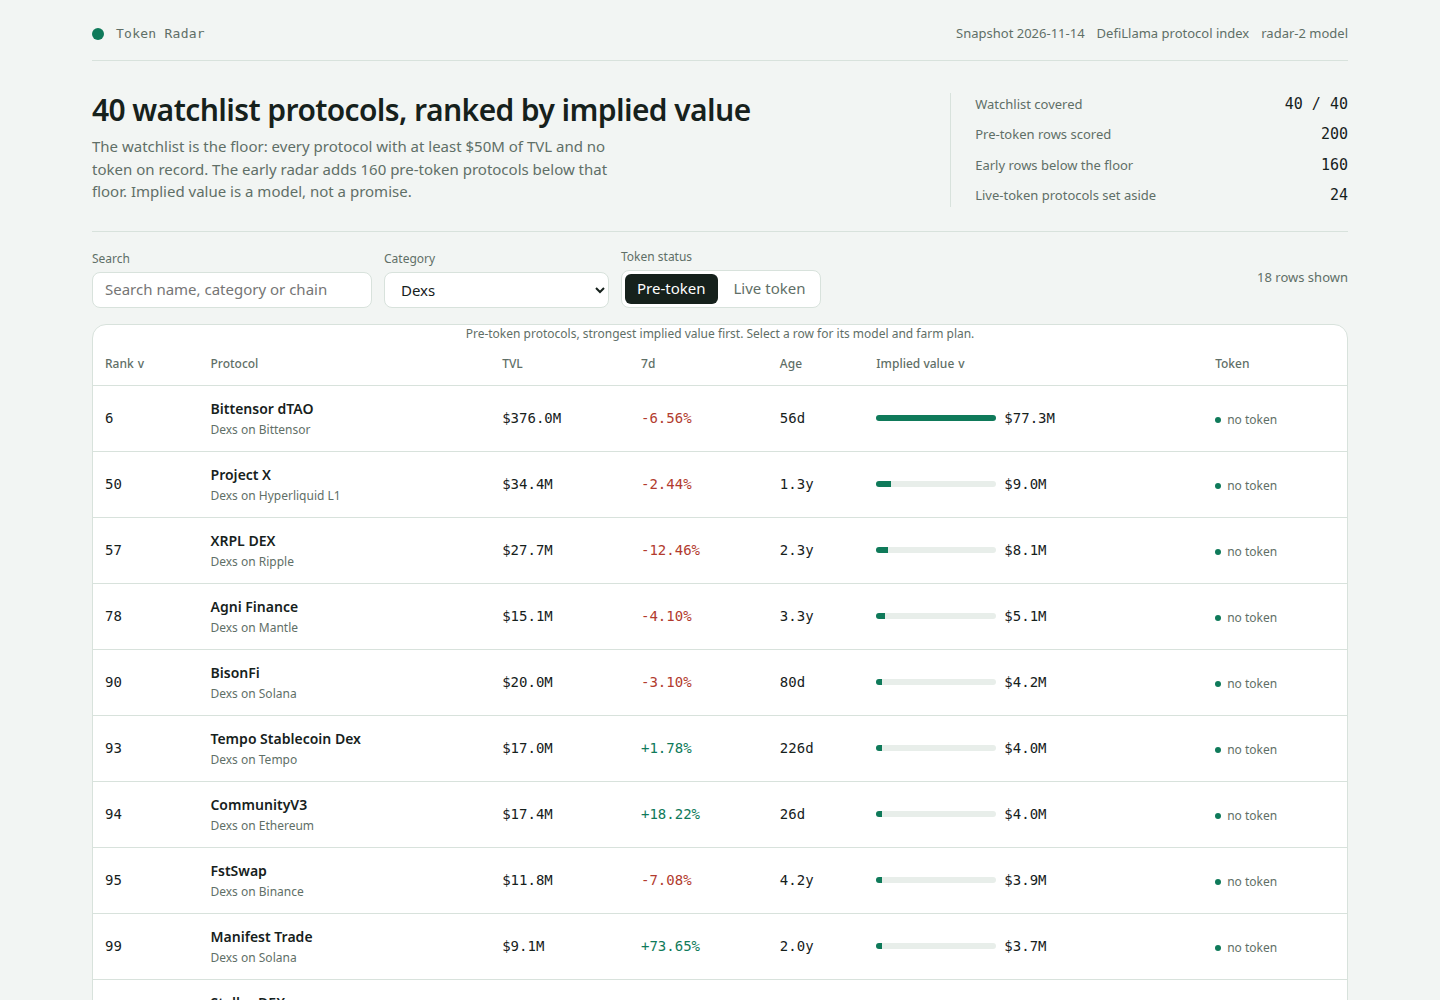 Token Radar
Snapshot 2026-11-14 DefiLlama protocol index radar-2 model
40 watchlist protocols, ranked by implied value
The watchlist is the floor: every protocol with at least $50M of TVL and no
token on record. The early radar adds 160 pre-token protocols below that
floor. Implied value is a model, not a promise.
Watchlist covered 40 / 40
Pre-token rows scored 200
Early rows below the floor 160
Live-token protocols set aside 24
Search
Search name, category or chain
Category
Dexs
Token status
Pre-token Live token
18 rows shown
Pre-token protocols, strongest implied value first. Select a row for its model and farm plan.
Rank v Protocol TVL 7d Age Implied value v Token
6 Bittensor dTAO $376.0M -6.56% 56d $77.3M no token
Dexs on Bittensor
50 Project X $34.4M -2.44% 1.3y $9.0M no token
Dexs on Hyperliquid L1
57 XRPL DEX $27.7M -12.46% 2.3y $8.1M no token
Dexs on Ripple
78 Agni Finance $15.1M -4.10% 3.3y $5.1M no token
Dexs on Mantle
90 BisonFi $20.0M -3.10% 80d $4.2M no token
Dexs on Solana
93 Tempo Stablecoin Dex $17.0M +1.78% 226d $4.0M no token
Dexs on Tempo
94 CommunityV3 $17.4M +18.22% 26d $4.0M no token
Dexs on Ethereum
95 FstSwap $11.8M -7.08% 4.2y $3.9M no token
Dexs on Binance
99 Manifest Trade $9.1M +73.65% 2.0y $3.7M no token
Dexs on Solana